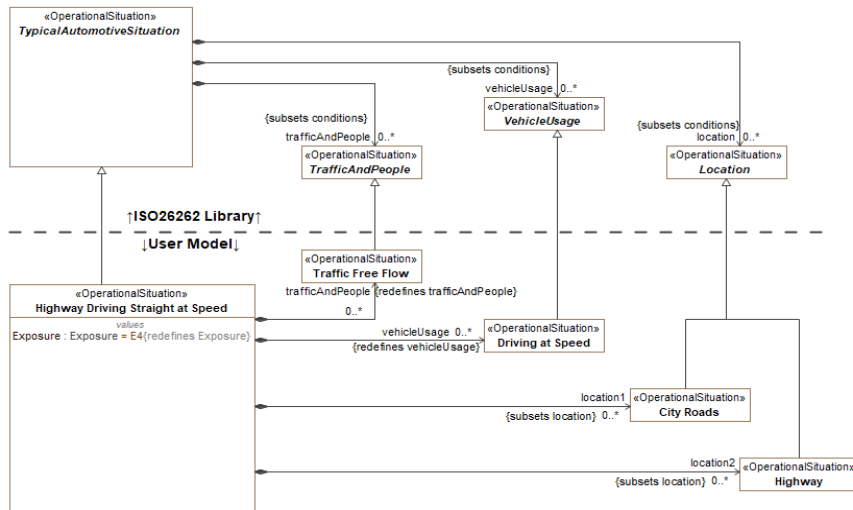 «OperationalSituation»
TypicalAutomotiveSituation
{subsets conditions}
vehicleUsage 0..*
«OperationalSituation»
VehicleUsage
{subsets conditions}
trafficAndPeople 0..*
{subsets conditions}
location 0..*
«OperationalSituation»
TrafficAndPeople
«OperationalSituation»
Location
↑ISO26262 Library↑
↓User Model↓
«OperationalSituation»
Traffic Free Flow
trafficAndPeople {redefines trafficAndPeople}
0..*
«OperationalSituation»
Highway Driving Straight at Speed
values
Exposure : Exposure = E4{redefines Exposure}
vehicleUsage 0..*
{redefines vehicleUsage}
«OperationalSituation»
Driving at Speed
location1
{subsets location} 0..*
«OperationalSituation»
City Roads
location2
{subsets location} 0..*
«OperationalSituation»
Highway